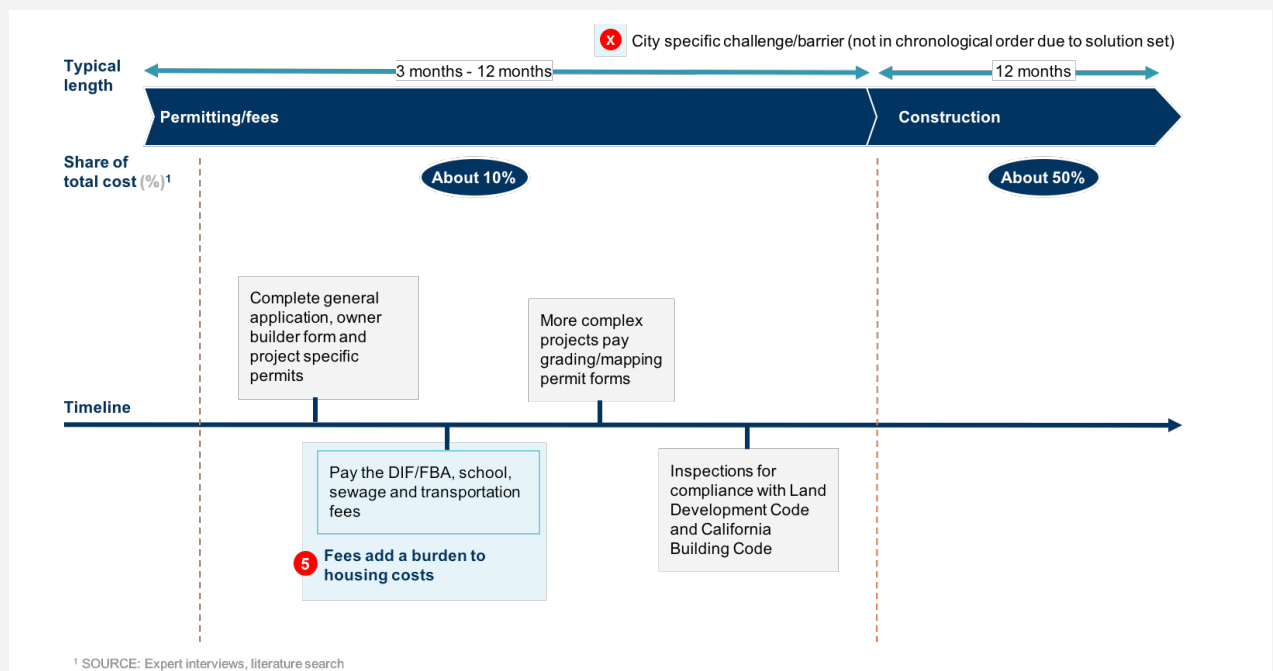 X City specific challenge/barrier (not in chronological order due to solution set)
Typical
length
3 months - 12 months
12 months
Permitting/fees
Construction
Share of
total cost (%)¹
About 10%
About 50%
Complete general
application, owner
builder form and
project specific
permits
More complex
projects pay
grading/mapping
permit forms
Timeline
Pay the DIF/FBA, school,
sewage and transportation
fees
5 Fees add a burden to
housing costs
Inspections for
compliance with Land
Development Code
and California
Building Code
¹ SOURCE: Expert interviews, literature search